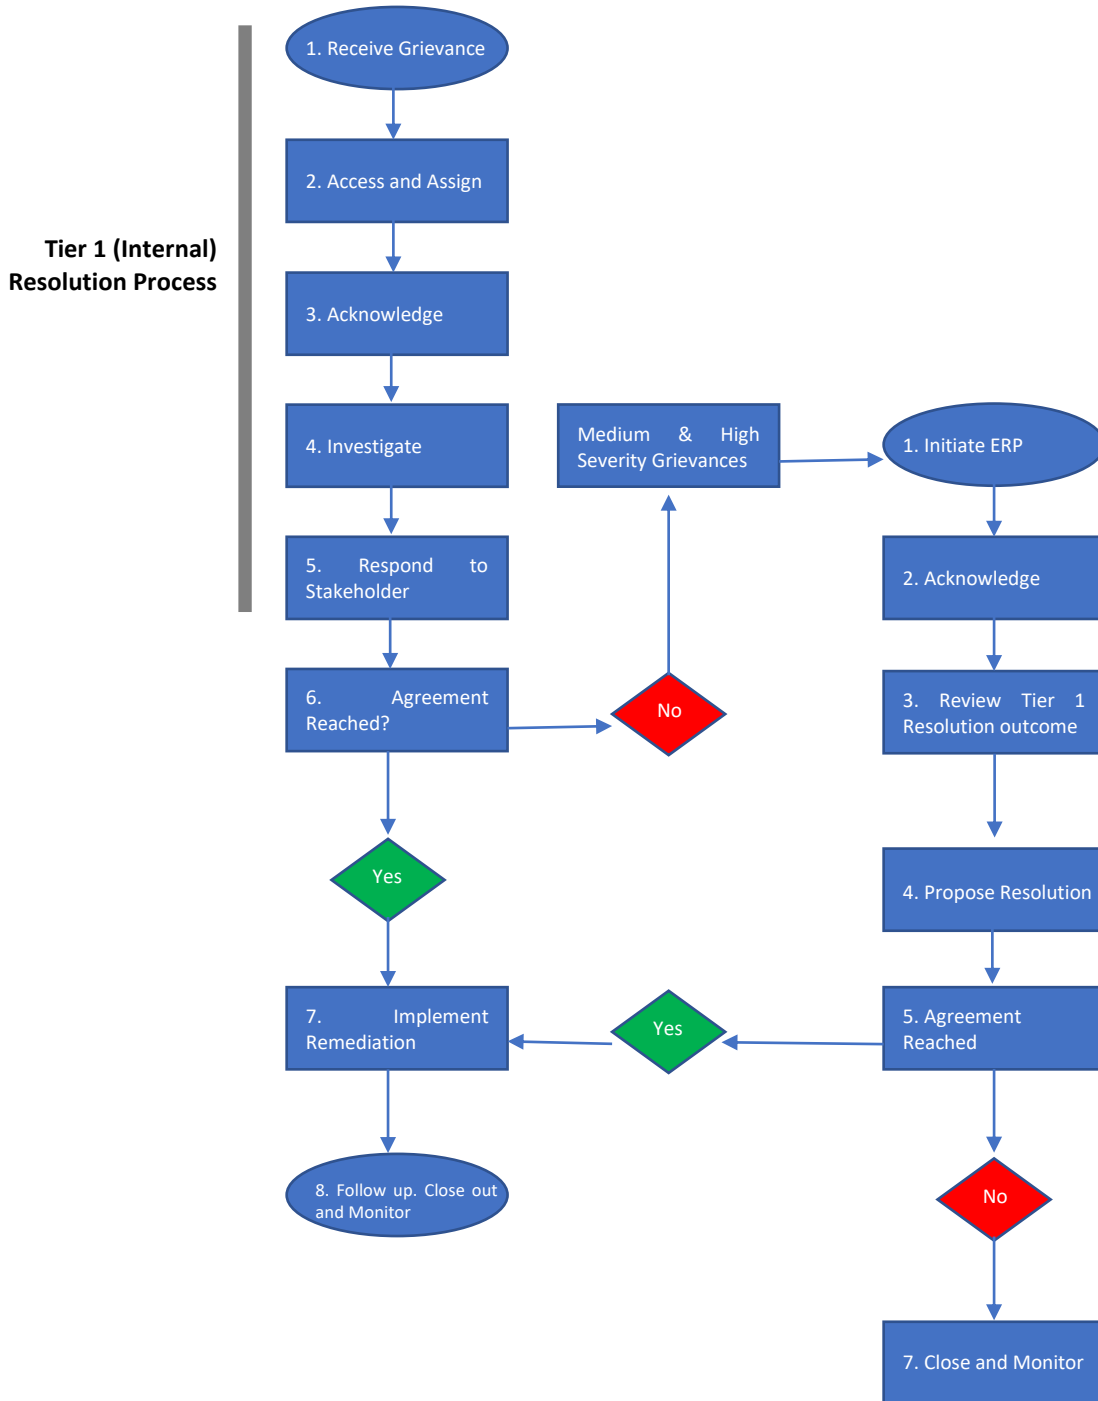 1. Receive Grievance
2. Access and Assign
Tier 1 (Internal)
Resolution Process
3. Acknowledge
4. Investigate
5. Respond to
Stakeholder
6. Agreement
Reached?
Yes
7. Implement
Remediation
8. Follow up. Close out
and Monitor
No
Medium & High
Severity Grievances
1. Initiate ERP
2. Acknowledge
3. Review Tier 1
Resolution outcome
4. Propose Resolution
5. Agreement
Reached
Yes
No
7. Close and Monitor